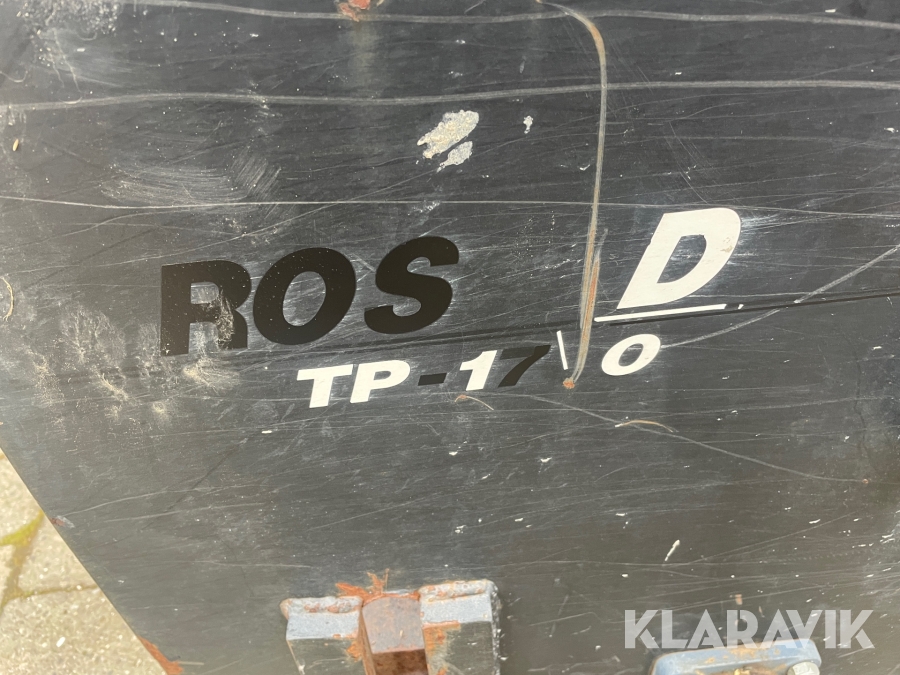 ROS D
TP-17 0
KLARAVIK